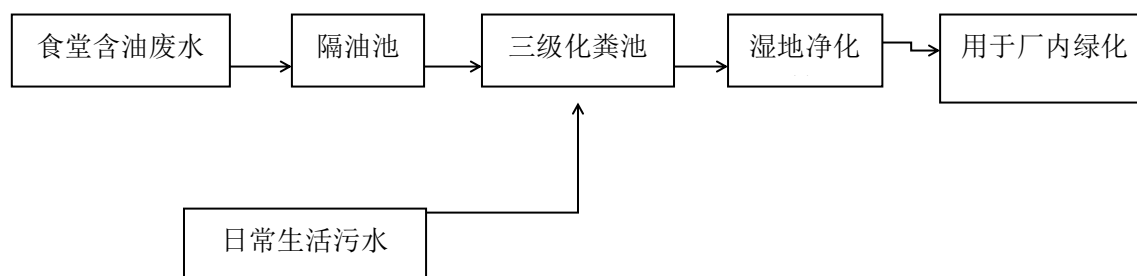 食堂含油废水
隔油池
三级化粪池
湿地净化
用于厂内绿化
日常生活污水